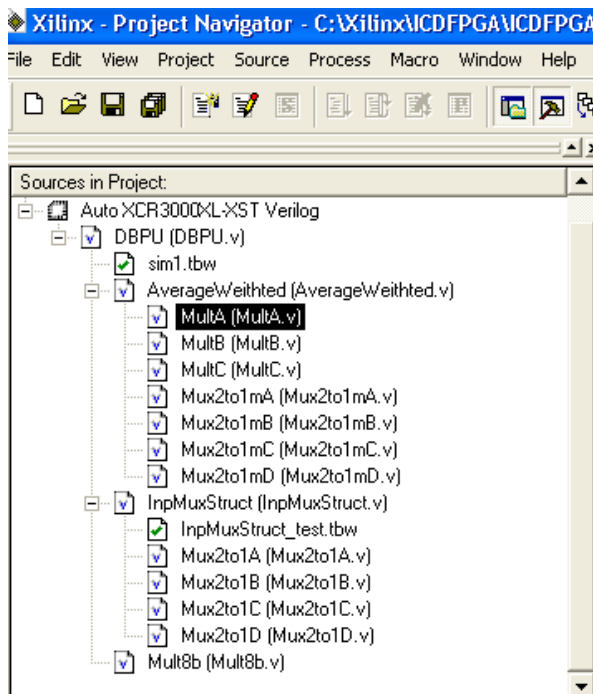 Xilinx - Project Navigator - C:\Xilinx\ICDFPGA\ICDFPGA
File Edit View Project Source Process Macro Window Help
Sources in Project:
Auto XCR3000XL-XST Verilog
DBPU (DBPU.v)
sim1.tbw
AverageWeihted (AverageWeihted.v)
MultA (MultA.v)
MultB (MultB.v)
MultC (MultC.v)
Mux2to1mA (Mux2to1mA.v)
Mux2to1mB (Mux2to1mB.v)
Mux2to1mC (Mux2to1mC.v)
Mux2to1mD (Mux2to1mD.v)
InpMuxStruct (InpMuxStruct.v)
InpMuxStruct_test.tbw
Mux2to1A (Mux2to1A.v)
Mux2to1B (Mux2to1B.v)
Mux2to1C (Mux2to1C.v)
Mux2to1D (Mux2to1D.v)
Mult8b (Mult8b.v)